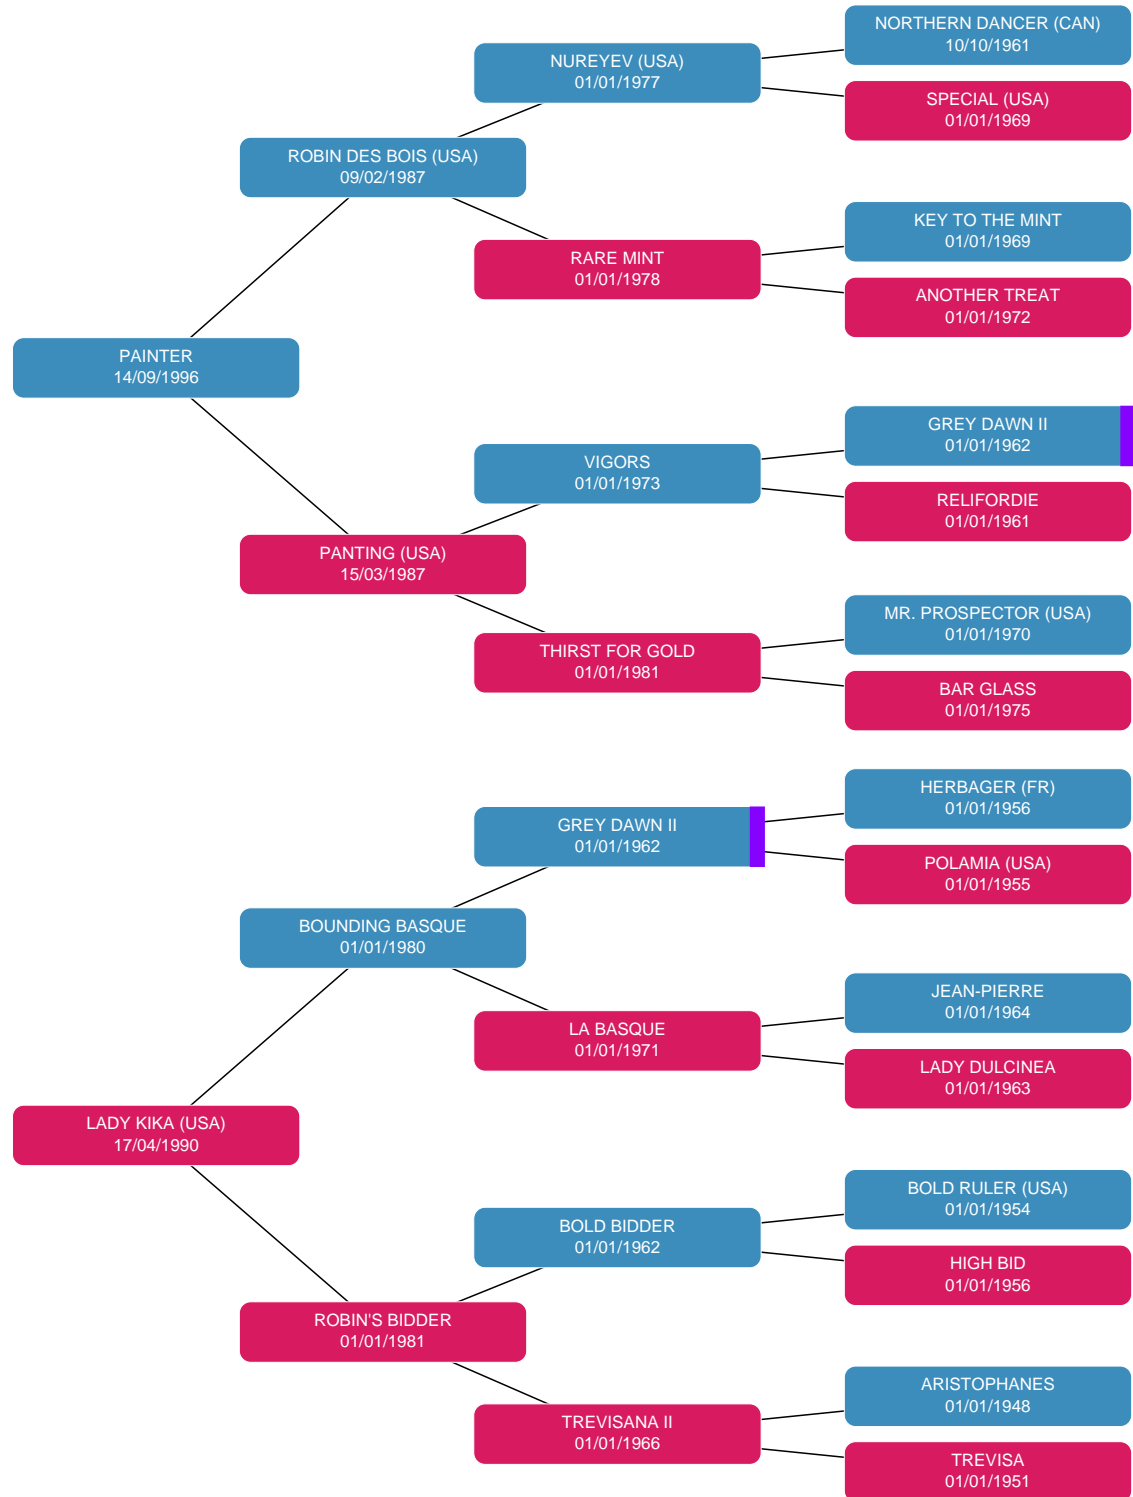 NORTHERN DANCER (CAN)
10/10/1961
NUREYEV (USA)
01/01/1977
SPECIAL (USA)
01/01/1969
ROBIN DES BOIS (USA)
09/02/1987
KEY TO THE MINT
01/01/1969
RARE MINT
01/01/1978
ANOTHER TREAT
01/01/1972
PAINTER
14/09/1996
GREY DAWN II
01/01/1962
VIGORS
01/01/1973
RELIFORDIE
01/01/1961
PANTING (USA)
15/03/1987
MR. PROSPECTOR (USA)
01/01/1970
THIRST FOR GOLD
01/01/1981
BAR GLASS
01/01/1975
HERBAGER (FR)
01/01/1956
GREY DAWN II
01/01/1962
POLAMIA (USA)
01/01/1955
BOUNDING BASQUE
01/01/1980
JEAN-PIERRE
01/01/1964
LA BASQUE
01/01/1971
LADY DULCINEA
01/01/1963
LADY KIKA (USA)
17/04/1990
BOLD RULER (USA)
01/01/1954
BOLD BIDDER
01/01/1962
HIGH BID
01/01/1956
ROBIN'S BIDDER
01/01/1981
ARISTOPHANES
01/01/1948
TREVISANA II
01/01/1966
TREVISA
01/01/1951